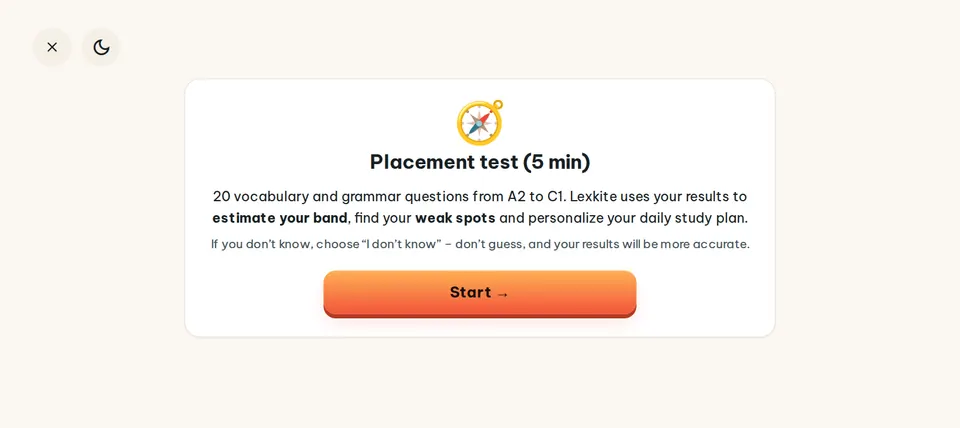 Placement test (5 min)
20 vocabulary and grammar questions from A2 to C1. Lexkite uses your results to
estimate your band, find your weak spots and personalize your daily study plan.
If you don’t know, choose “I don’t know” – don’t guess, and your results will be more accurate.
Start →